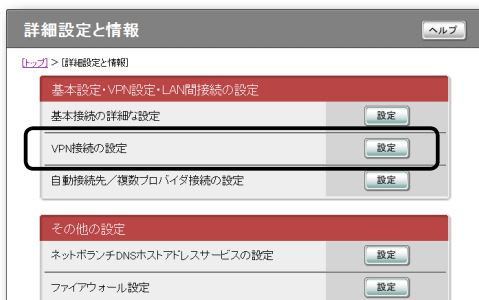 詳細設定と情報 ヘルプ
[トップ] > [詳細設定と情報]
基本設定・VPN設定・LAN間接続の設定
基本接続の詳細な設定 設定
VPN接続の設定 設定
自動接続先／複数プロバイダ接続の設定 設定
その他の設定
ネットボランチDNSホストアドレスサービスの設定 設定
ファイアウォール設定 設定